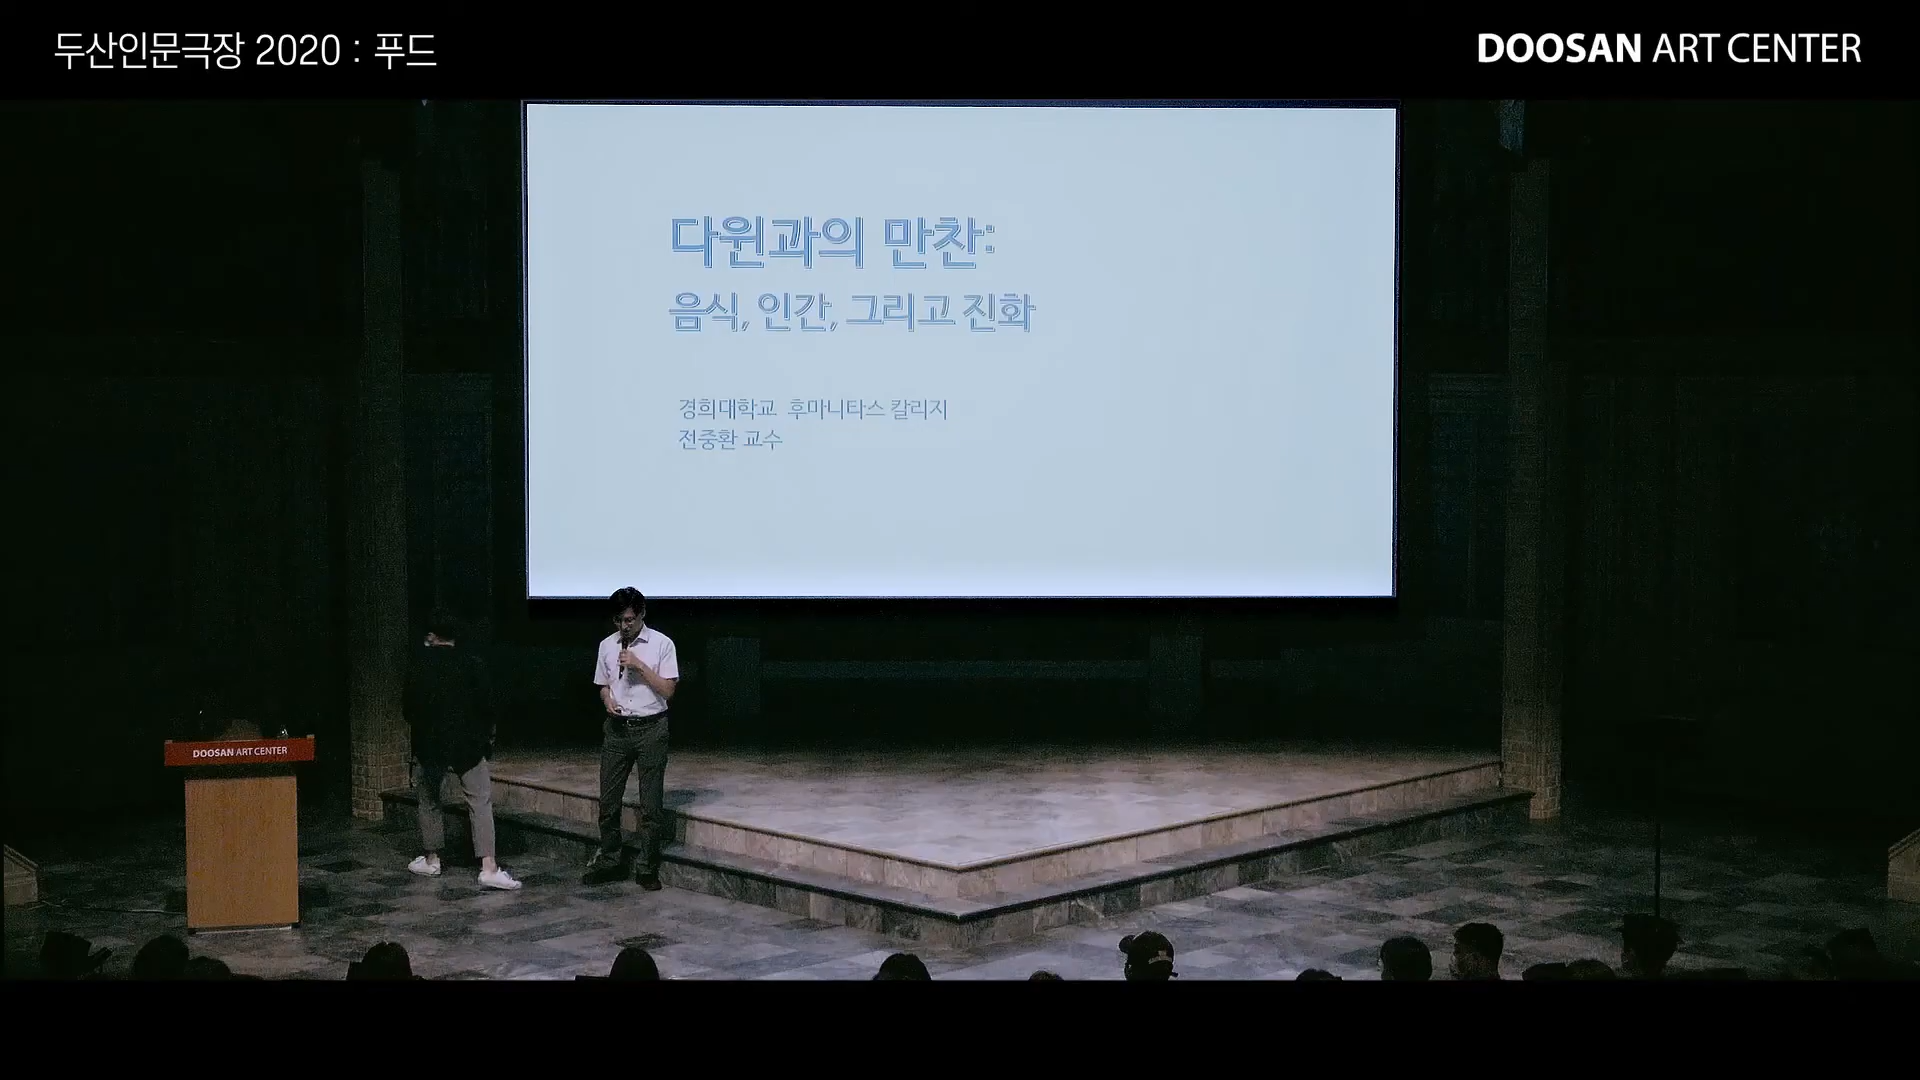 두산인문극장 2020 : 푸드
DOOSAN ART CENTER
다윈과의 만찬:
음식, 인간, 그리고 진화
경희대학교 후마니타스 칼리지
전중환 교수
DOOSAN ART CENTER